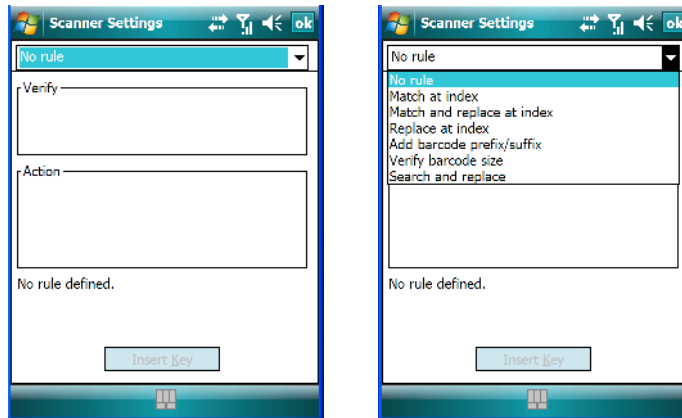 Scanner Settings ok
No rule
Verify
Action
No rule defined.
Insert Key
Scanner Settings ok
No rule
No rule
Match at index
Match and replace at index
Replace at index
Add barcode prefix/suffix
Verify barcode size
Search and replace
No rule defined.
Insert Key